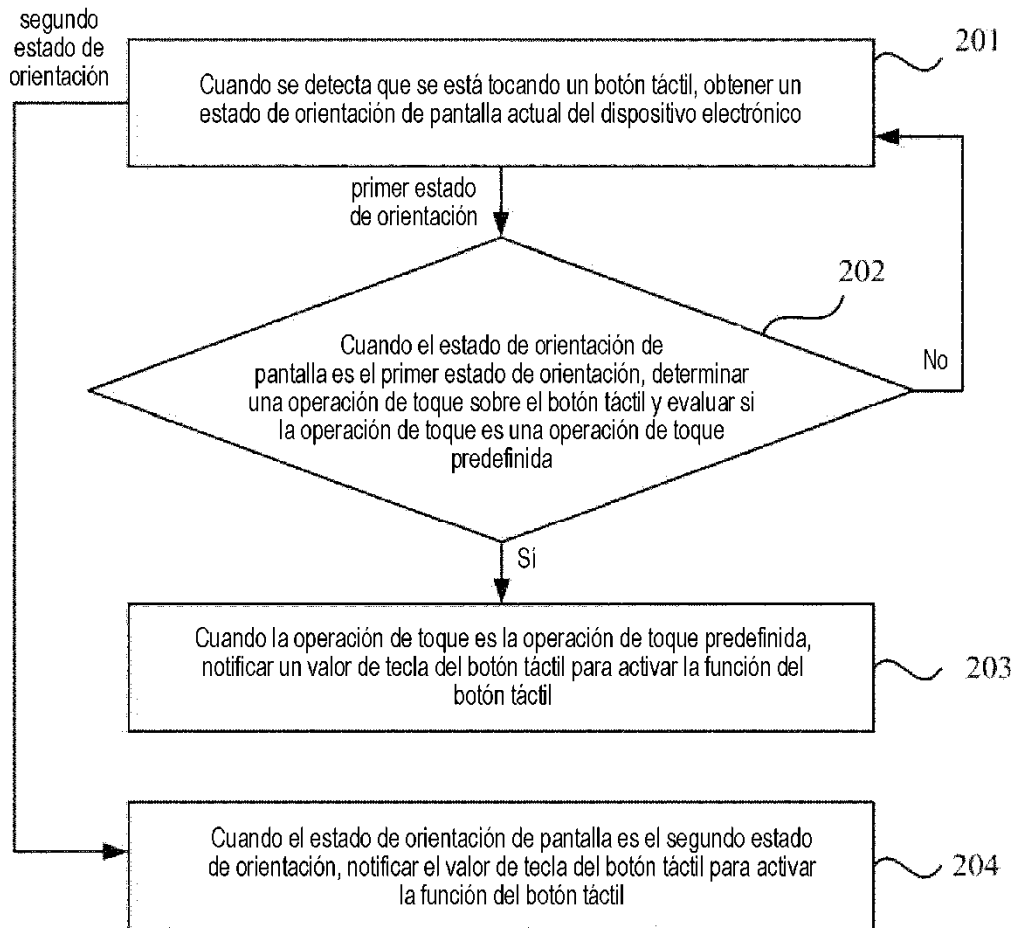 segundo
estado de
orientación
201
Cuando se detecta que se está tocando un botón táctil, obtener un
estado de orientación de pantalla actual del dispositivo electrónico
primer estado
de orientación
202
Cuando el estado de orientación de
pantalla es el primer estado de orientación, determinar
una operación de toque sobre el botón táctil y evaluar si
la operación de toque es una operación de toque
predefinida
No
Sí
Cuando la operación de toque es la operación de toque predefinida,
notificar un valor de tecla del botón táctil para activar la función del
botón táctil
203
Cuando el estado de orientación de pantalla es el segundo estado
de orientación, notificar el valor de tecla del botón táctil para activar
la función del botón táctil
204